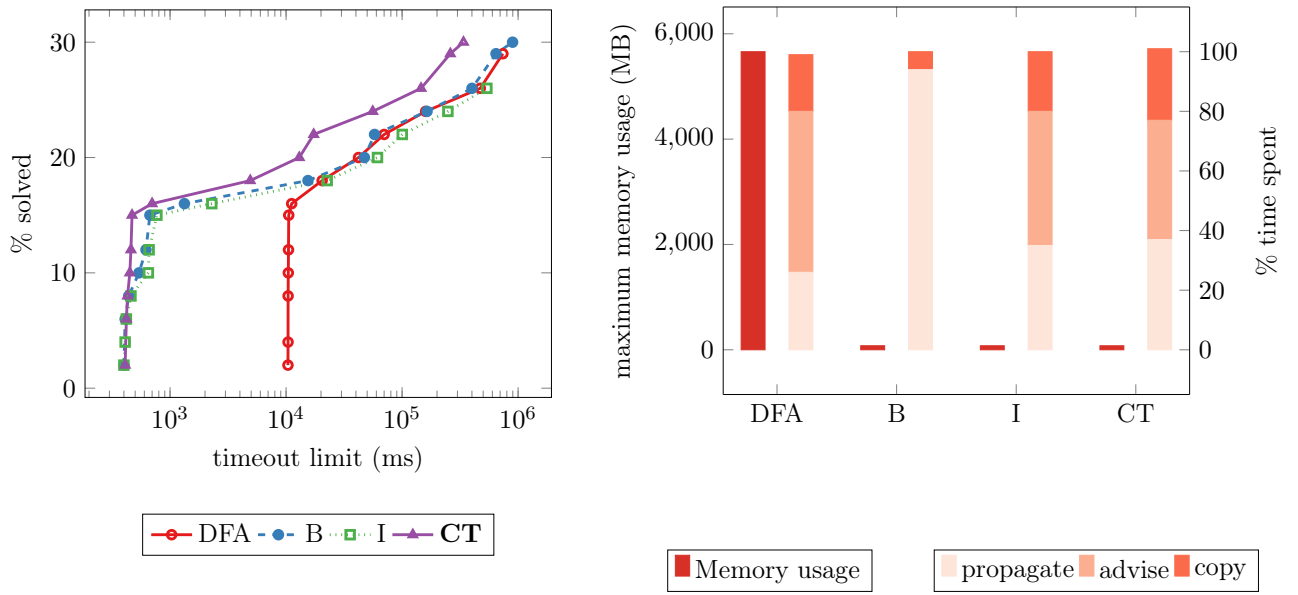 30
20
10
0
% solved
10^3
10^4
10^5
10^6
timeout limit (ms)
DFA B I CT
6,000
4,000
2,000
0
maximum memory usage (MB)
100
80
60
40
20
0
% time spent
DFA B I CT
Memory usage
propagate advise copy